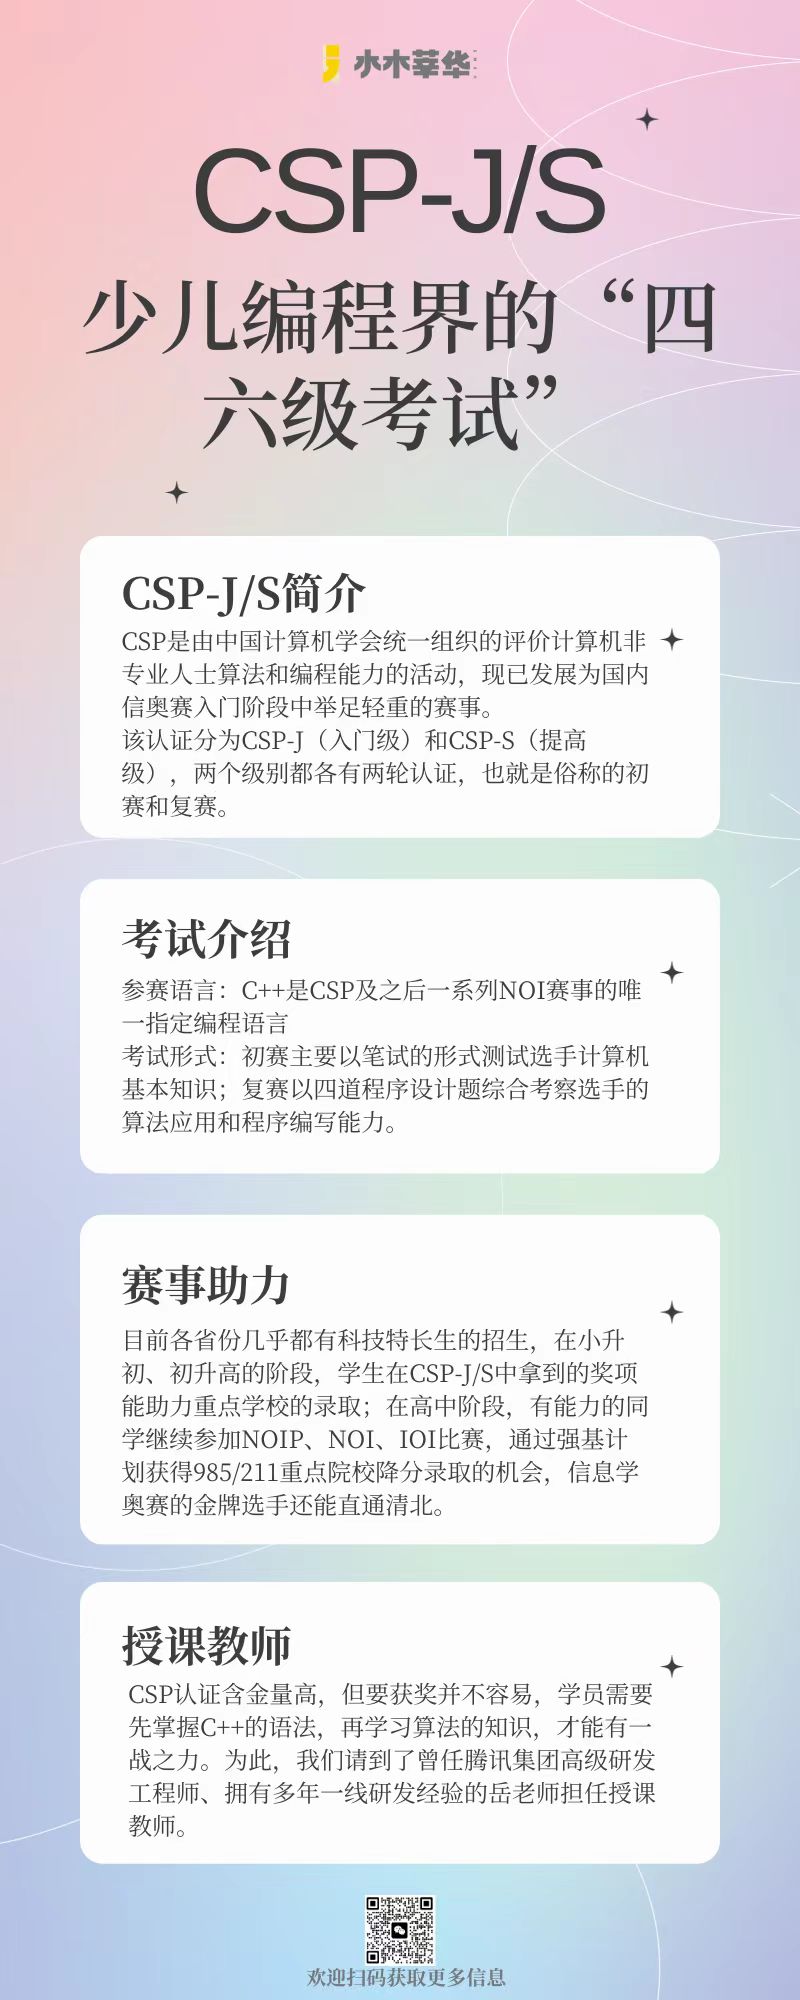 小木莘华
CSP-J/S
少儿编程界的“四
六级考试”
CSP-J/S简介
CSP是由中国计算机学会统一组织的评价计算机非
专业人士算法和编程能力的活动，现已发展为国内
信奥赛入门阶段中举足轻重的赛事。
该认证分为CSP-J（入门级）和CSP-S（提高
级），两个级别都各有两轮认证，也就是俗称的初
赛和复赛。
考试介绍
参赛语言：C++是CSP及之后一系列NOI赛事的唯
一指定编程语言
考试形式：初赛主要以笔试的形式测试选手计算机
基本知识；复赛以四道程序设计题综合考察选手的
算法应用和程序编写能力。
赛事助力
目前各省份几乎都有科技特长生的招生，在小升
初、初升高的阶段，学生在CSP-J/S中拿到的奖项
能助力重点学校的录取；在高中阶段，有能力的同
学继续参加NOIP、NOI、IOI比赛，通过强基计
划获得985/211重点院校降分录取的机会，信息学
奥赛的金牌选手还能直通清北。
授课教师
CSP认证含金量高，但要获奖并不容易，学员需要
先掌握C++的语法，再学习算法的知识，才能有一
战之力。为此，我们请到了曾任腾讯集团高级研发
工程师、拥有多年一线研发经验的岳老师担任授课
教师。
欢迎扫码获取更多信息